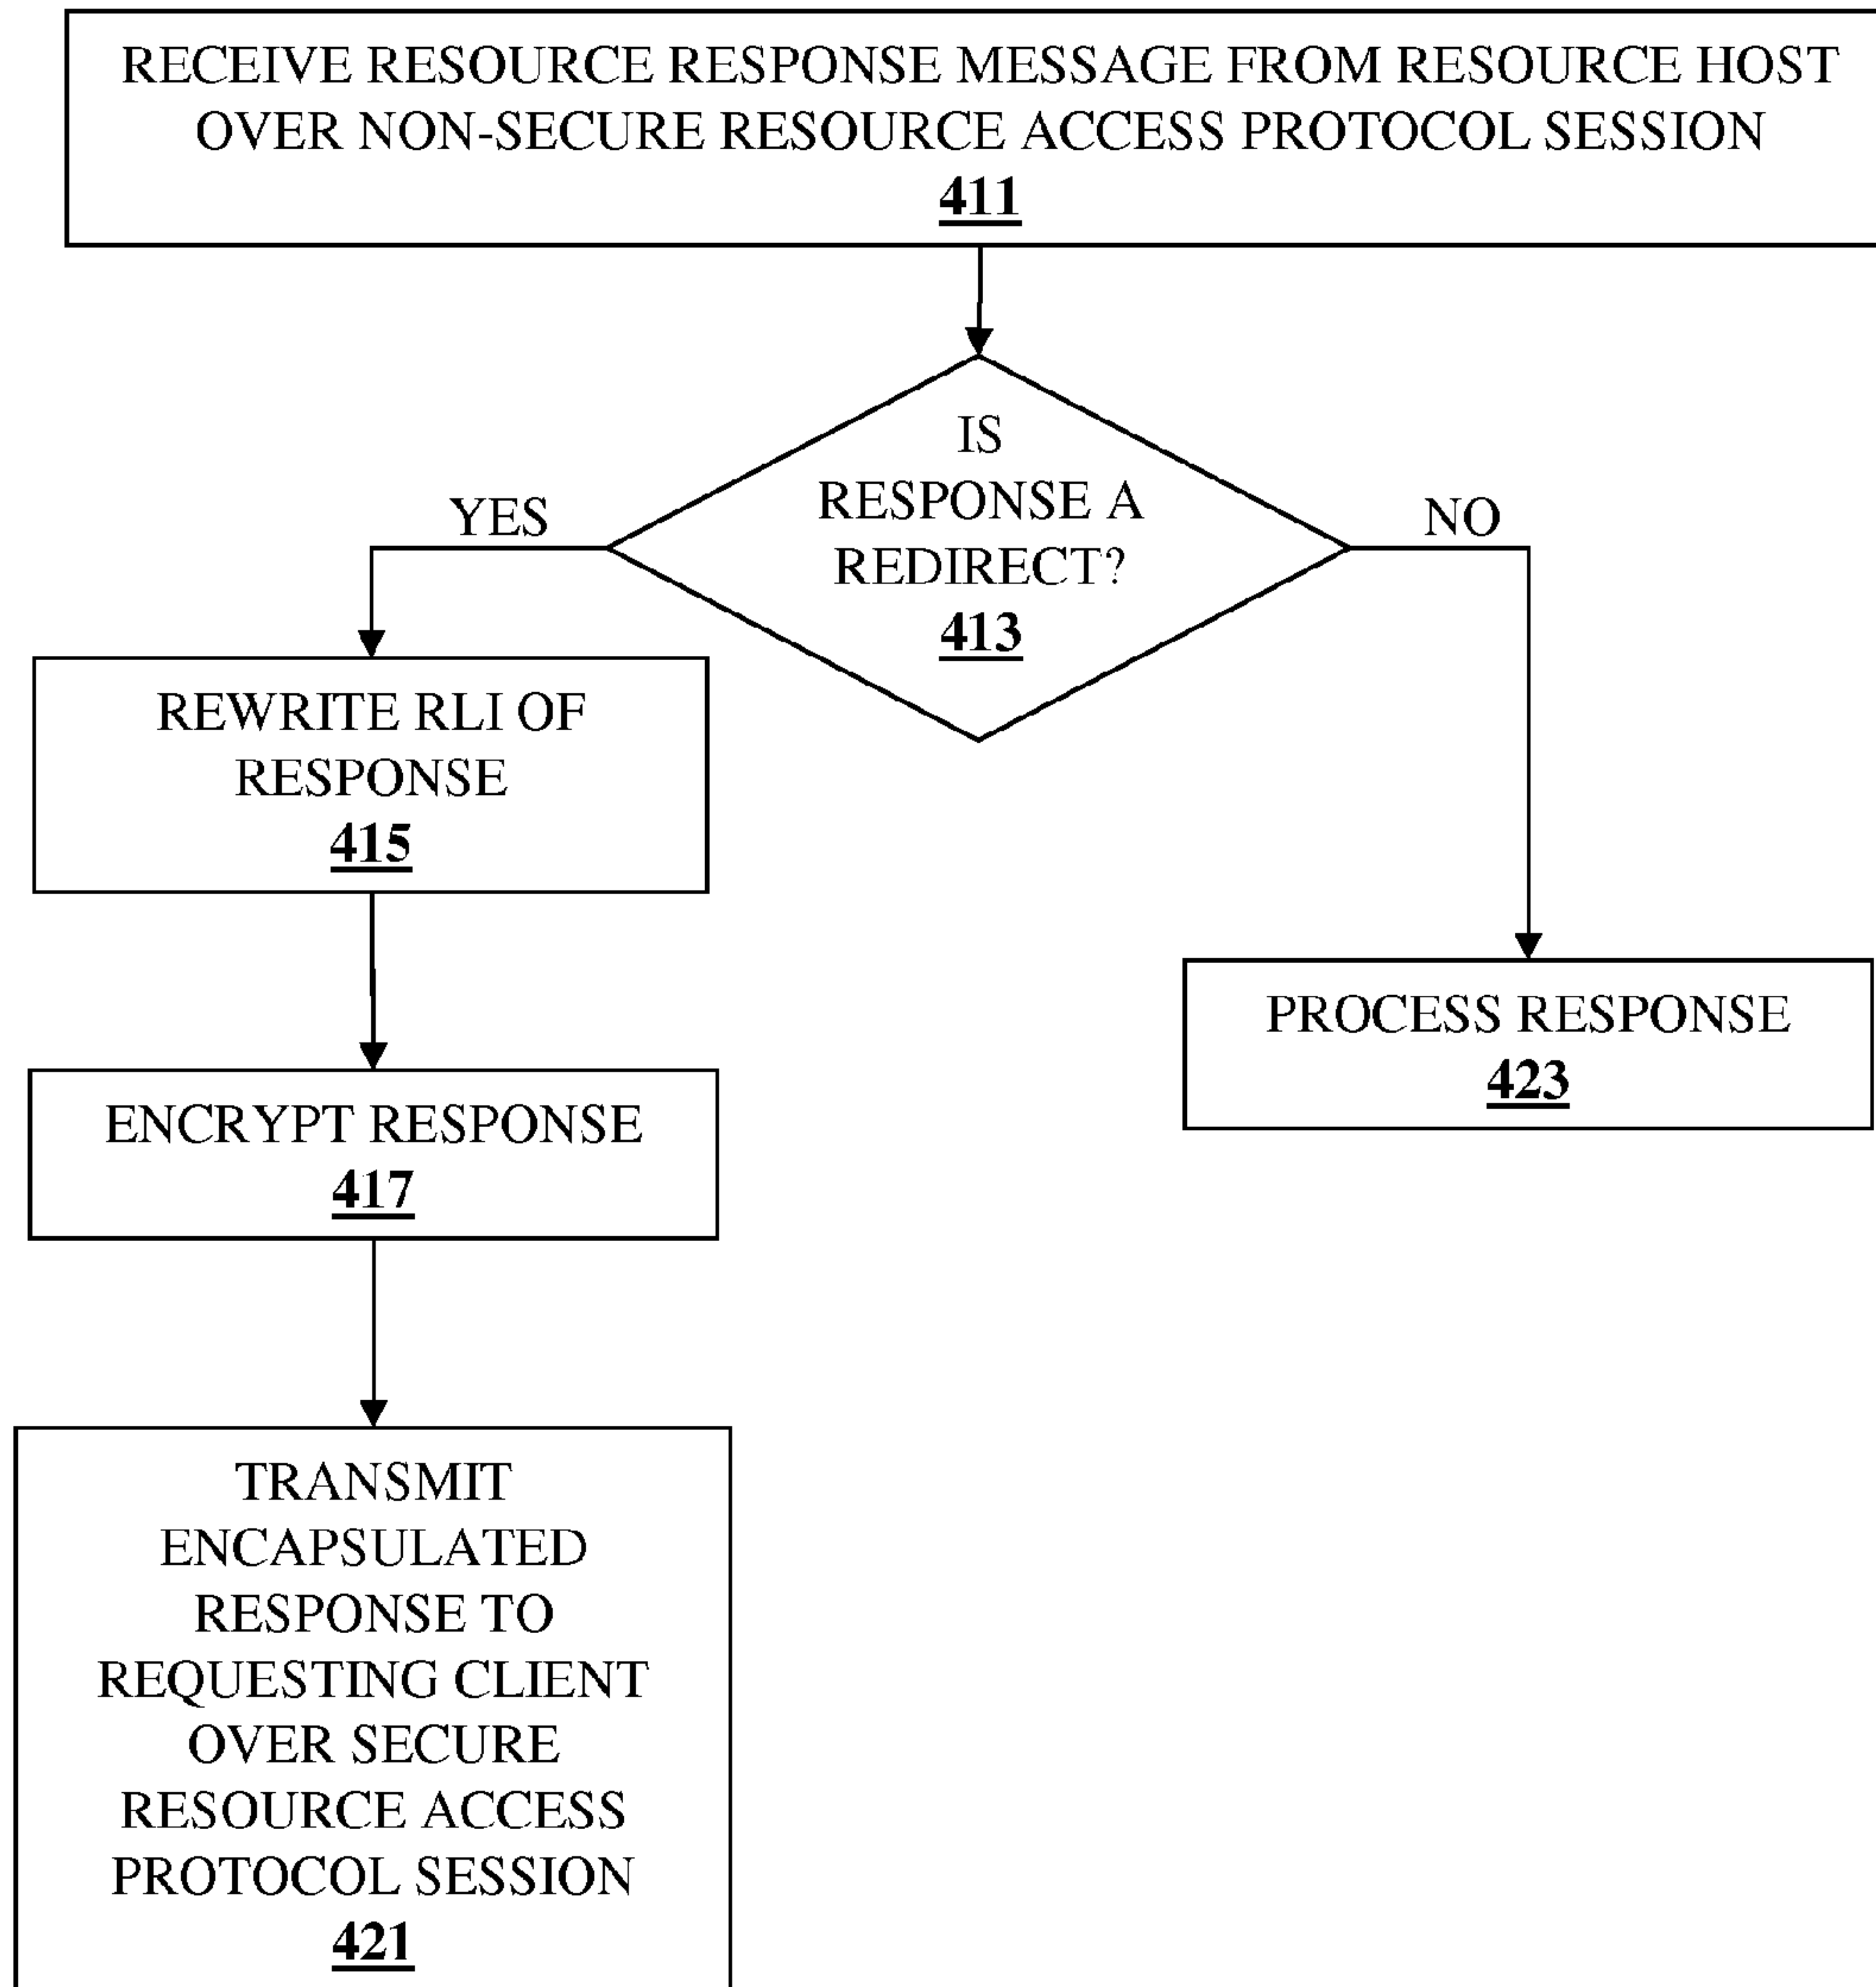 RECEIVE RESOURCE RESPONSE MESSAGE FROM RESOURCE HOST
OVER NON-SECURE RESOURCE ACCESS PROTOCOL SESSION
411
IS
RESPONSE A
REDIRECT?
413
YES
NO
REWRITE RLI OF
RESPONSE
415
PROCESS RESPONSE
423
ENCRYPT RESPONSE
417
TRANSMIT
ENCAPSULATED
RESPONSE TO
REQUESTING CLIENT
OVER SECURE
RESOURCE ACCESS
PROTOCOL SESSION
421